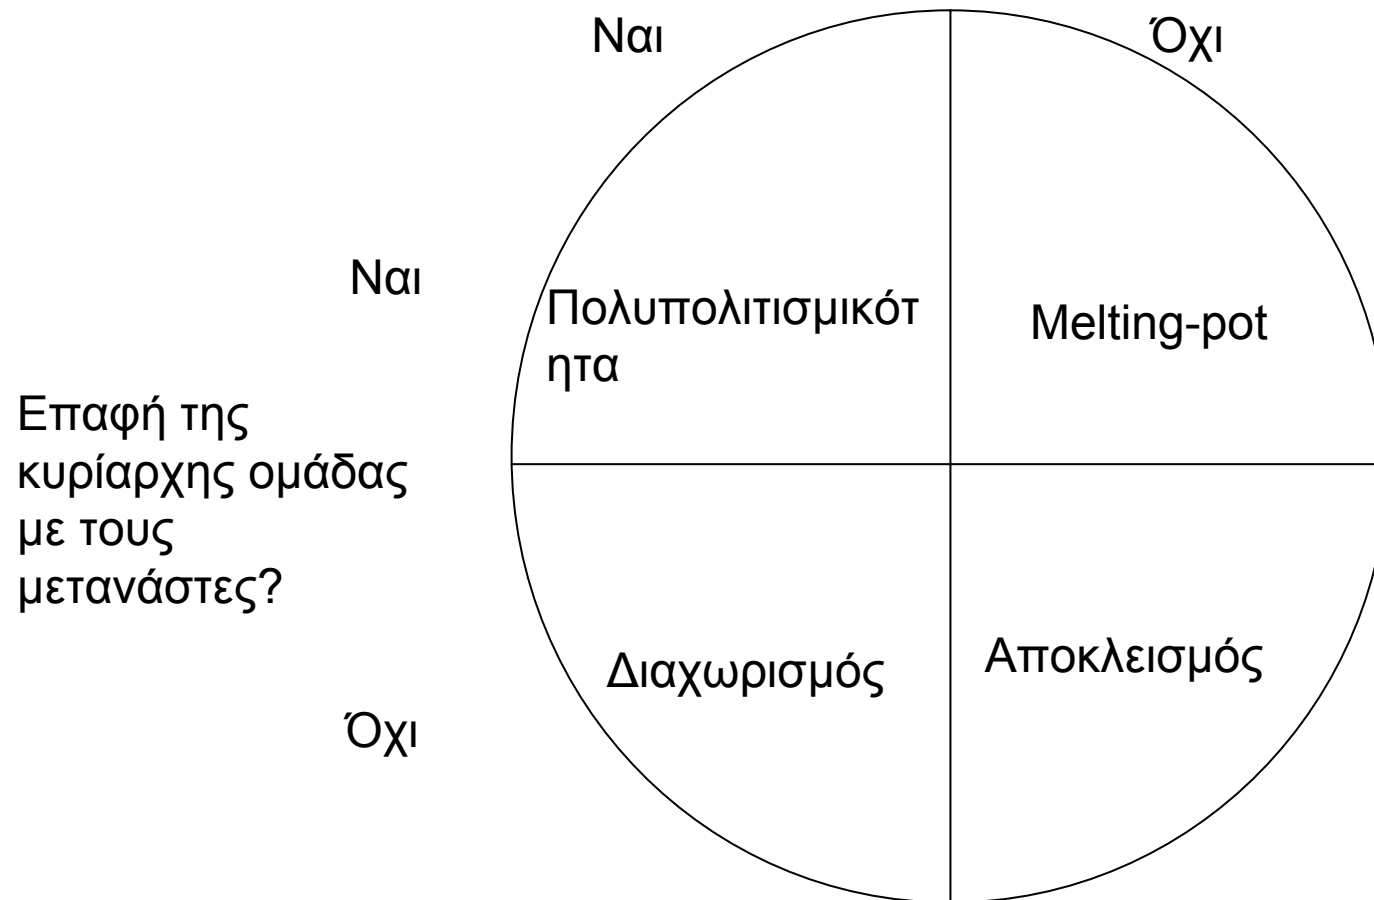 Ναι
Όχι
Ναι
Πολυπολιτισμικότ
ητα
Melting-pot
Επαφή της
κυρίαρχης ομάδας
με τους
μετανάστες?
Διαχωρισμός
Αποκλεισμός
Όχι